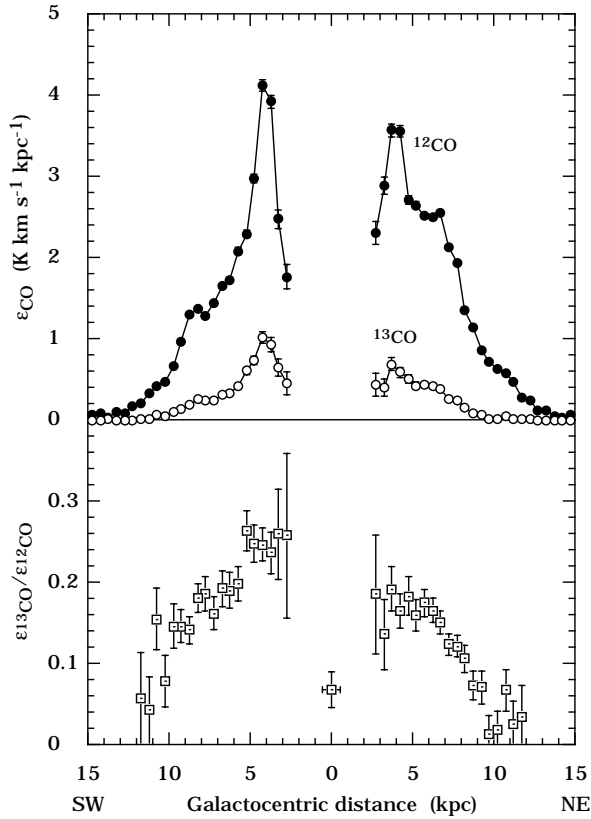 5
4
3
2
1
0
εCO (K km s⁻¹ kpc⁻¹)
¹²CO
¹³CO
0.3
0.2
0.1
0
ε13CO/ε12CO
15 10 5 0 5 10 15
SW Galactocentric distance (kpc) NE